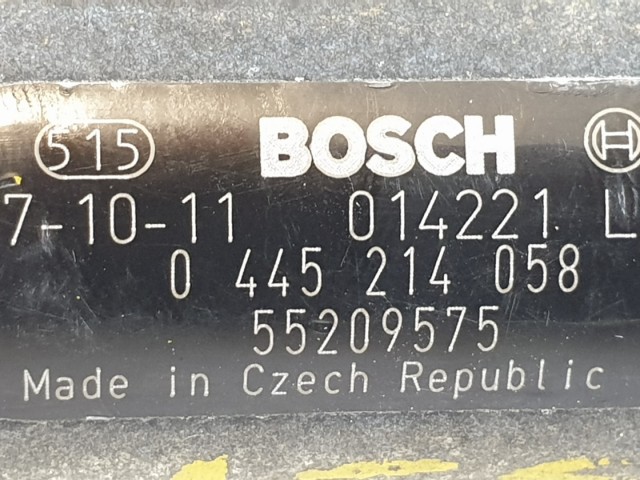 515 BOSCH
7-10-11 014221 L
0 445 214 058
55209575
Made in Czech Republic